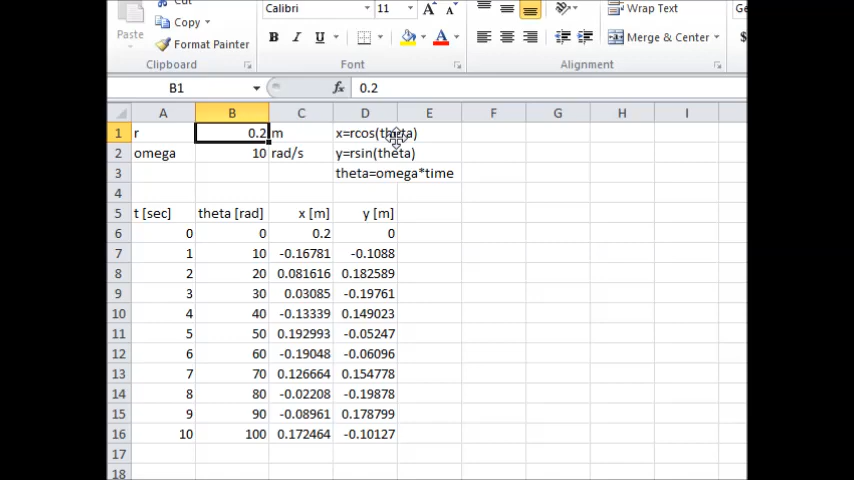 Cut
Calibri 11 A A Wrap Text
Paste Copy
Format Painter B I U A Merge & Center $
Clipboard Font Alignment
B1 fx 0.2
A B C D E F G H I
1 r 0.2 m x=rcos(theta)
2 omega 10 rad/s y=rsin(theta)
3 theta=omega*time
4
5 t [sec] theta [rad] x [m] y [m]
6 0 0 0.2 0
7 1 10 -0.16781 -0.1088
8 2 20 0.081616 0.182589
9 3 30 0.03085 -0.19761
10 4 40 -0.13339 0.149023
11 5 50 0.192993 -0.05247
12 6 60 -0.19048 -0.06096
13 7 70 0.126664 0.154778
14 8 80 -0.02208 -0.19878
15 9 90 -0.08961 0.178799
16 10 100 0.172464 -0.10127
17
18